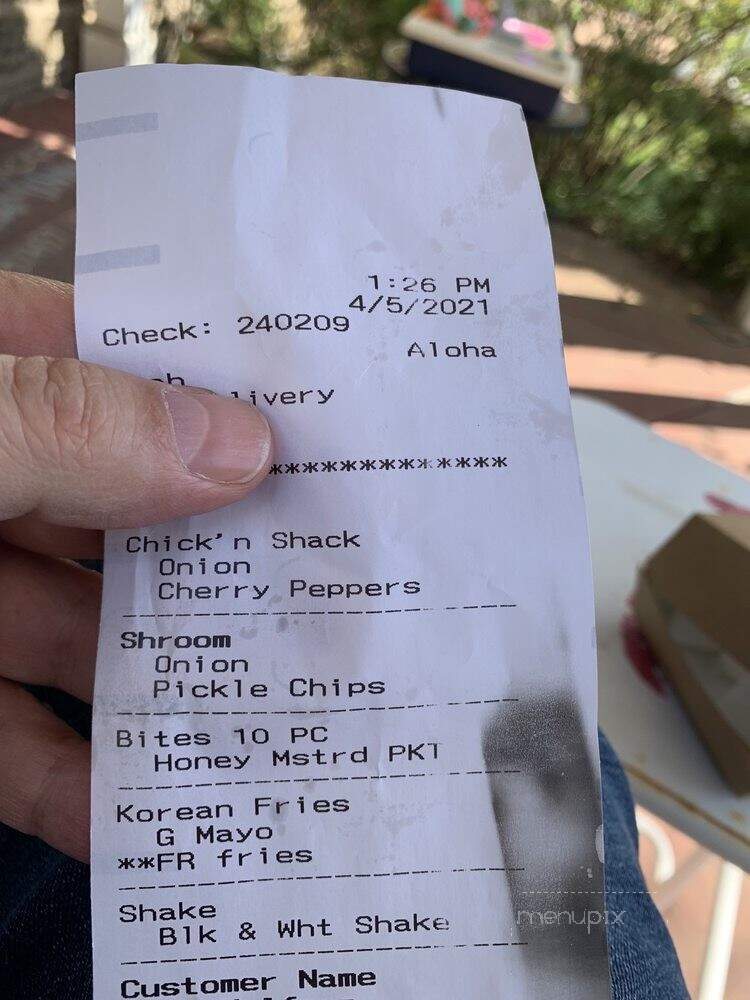 1:26 PM
4/5/2021
Check: 240209
Aloha
livery
*************
Chick'n Shack
Onion
Cherry Peppers
Shroom
Onion
Pickle Chips
Bites 10 PC
Honey Mstrd PKT
Korean Fries
G Mayo
**FR fries
Shake
Blk & Wht Shake
menupix
Customer Name